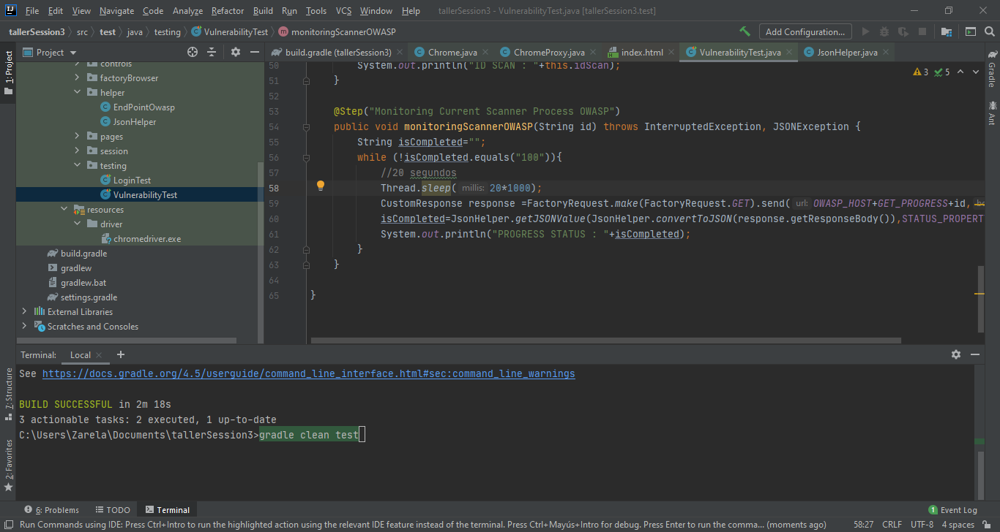 File Edit View Navigate Code Analyze Refactor Build Run Tools VCS Window Help tallerSession3 - VulnerabilityTest.java [tallerSession3.test]
tallerSession3 src test java testing VulnerabilityTest m monitoringScannerOWASP Add Configuration...
1: Project
Project
controls
factoryBrowser
helper
EndPointOwasp
JsonHelper
pages
session
testing
LoginTest
VulnerabilityTest
resources
driver
chromedriver.exe
build.gradle
gradlew
gradlew.bat
settings.gradle
External Libraries
Scratches and Consoles
build.gradle (tallerSession3) Chrome.java ChromeProxy.java index.html VulnerabilityTest.java JsonHelper.java
3 5
50 System.out.println("ID SCAN : "+this.idScan);
51 }
52
53 @Step("Monitoring Current Scanner Process OWASP")
54 public void monitoringScannerOWASP(String id) throws InterruptedException, JSONException {
55 String isCompleted="";
56 while (!isCompleted.equals("100")){
57 //20 segundos
58 Thread.sleep( millis: 20*1000);
59 CustomResponse response =FactoryRequest.make(FactoryRequest.GET).send( url: OWASP_HOST+GET_PROGRESS+id,
60 isCompleted=JsonHelper.getJSONValue(JsonHelper.convertToJSON(response.getResponseBody()),STATUS_PROPERT
61 System.out.println("PROGRESS STATUS : "+isCompleted);
62 }
63 }
64
65 }
Gradle
Ant
7: Structure
2: Favorites
Terminal: Local
See https://docs.gradle.org/4.5/userguide/command_line_interface.html#sec:command_line_warnings
BUILD SUCCESSFUL in 2m 18s
3 actionable tasks: 2 executed, 1 up-to-date
C:\Users\Zarela\Documents\tallerSession3>gradle clean test
6: Problems TODO Terminal 1 Event Log
Run Commands using IDE: Press Ctrl+Intro to run the highlighted action using the relevant IDE feature instead of the terminal. Press Ctrl+Mayús+Intro for debug. Press Enter to run the comma... (moments ago) 58:27 CRLF UTF-8 4 spaces